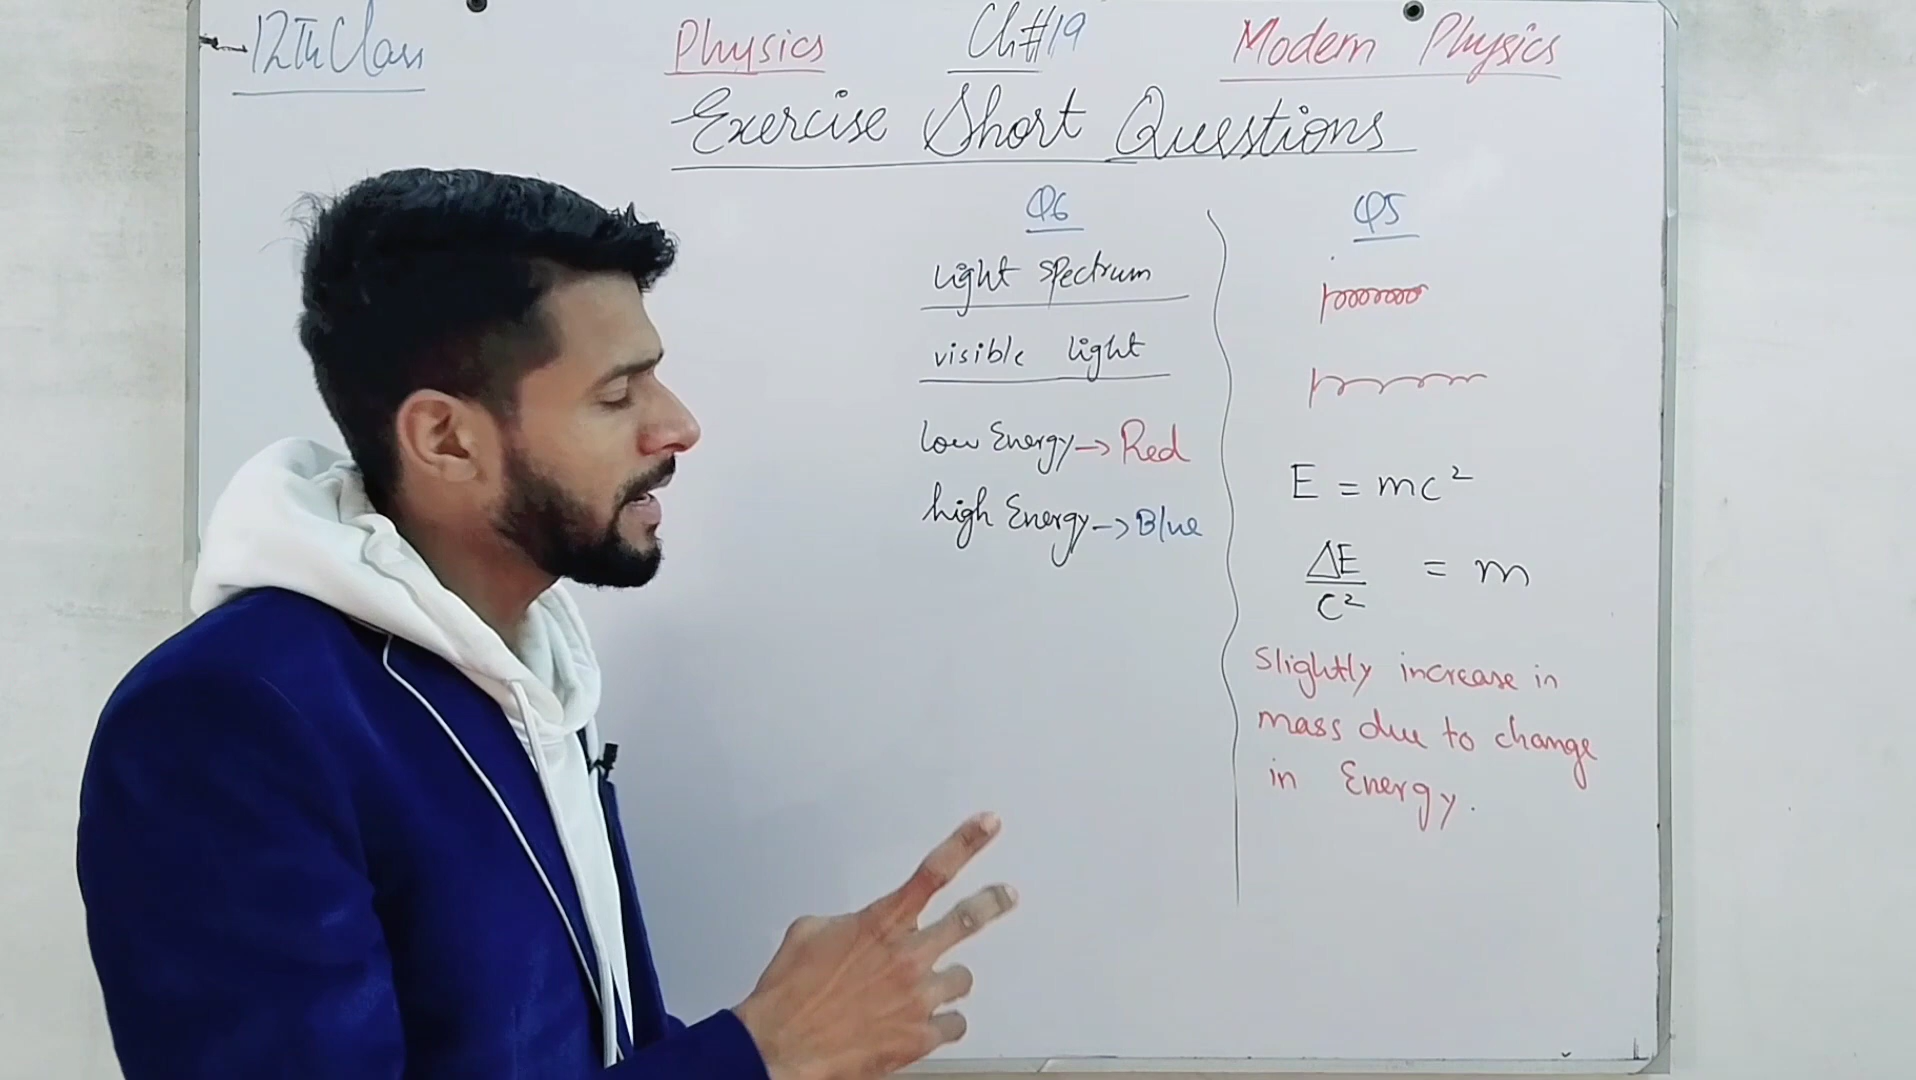 12Th Class Physics Ch#19 Modern Physics
Exercise Short Questions
Q6
light spectrum
visible light
low Energy → Red
high Energy → Blue
Q5
E = mc²
ΔE/c² = m
Slightly increase in
mass due to change
in Energy.